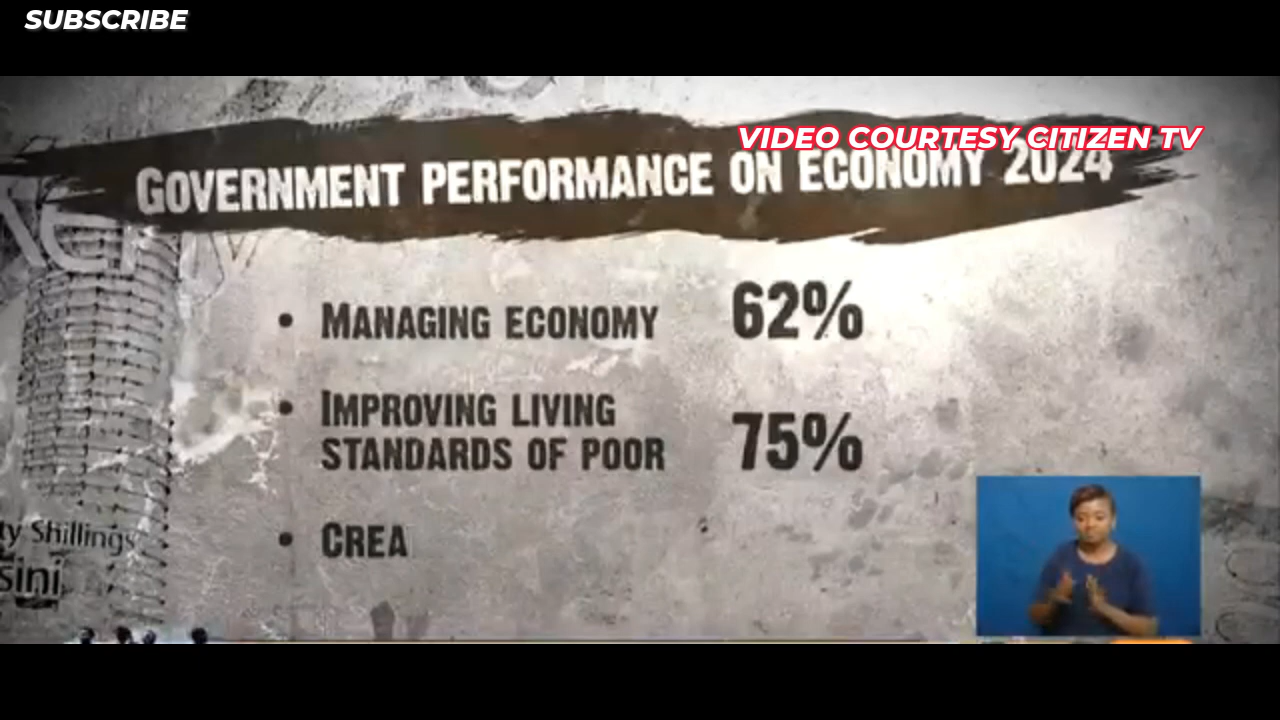 SUBSCRIBE
VIDEO COURTESY CITIZEN TV
GOVERNMENT PERFORMANCE ON ECONOMY 2024
• MANAGING ECONOMY 62%
• IMPROVING LIVING
STANDARDS OF POOR 75%
• CREA
ty Shillings
sini